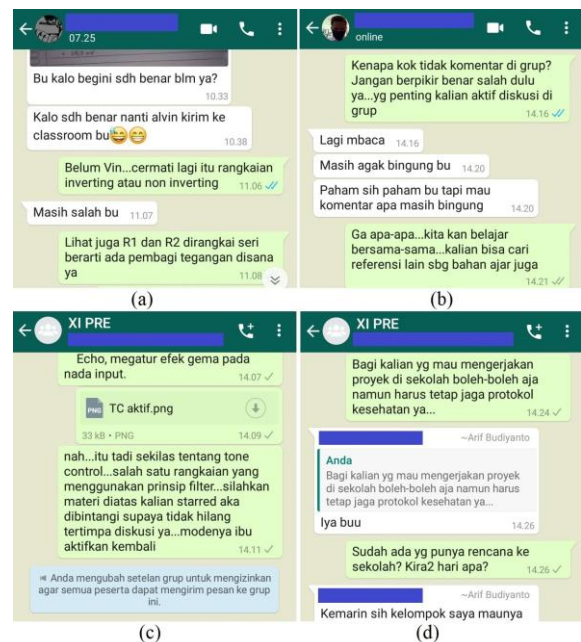 07.25
Bu kalo begini sdh benar blm ya?
10.33
Kalo sdh benar nanti alvin kirim ke
classroom bu😅😁
10.38
Belum Vin...cermati lagi itu rangkaian
inverting atau non inverting 11.06
Masih salah bu 11.07
Lihat juga R1 dan R2 dirangkai seri
berarti ada pembagi tegangan disana
ya 11.08
(a)
online
Kenapa kok tidak komentar di grup?
Jangan berpikir benar salah dulu
ya...yg penting kalian aktif diskusi di
grup 14.16
Lagi mbaca 14.16
Masih agak bingung bu 14.20
Paham sih paham bu tapi mau
komentar apa masih bingung 14.20
Ga apa-apa...kita kan belajar
bersama-sama...kalian bisa cari
referensi lain sbg bahan ajar juga
14.21
(b)
XI PRE
Echo, megatur efek gema pada
nada input. 14.07
PNG TC aktif.png
33 kB • PNG 14.09
nah...itu tadi sekilas tentang tone
control...salah satu rangkaian yang
menggunakan prinsip filter...silahkan
materi diatas kalian starred aka
dibintangi supaya tidak hilang
tertimpa diskusi ya...modenya ibu
aktifkan kembali 14.11
Anda mengubah setelan grup untuk mengizinkan
agar semua peserta dapat mengirim pesan ke grup
ini.
(c)
XI PRE
Bagi kalian yg mau mengerjakan
proyek di sekolah boleh-boleh aja
namun harus tetap jaga protokol
kesehatan ya... 14.24
~Arif Budiyanto
Anda
Bagi kalian yg mau mengerjakan proyek
di sekolah boleh-boleh aja namun harus
tetap jaga protokol kesehatan ya...
Iya buu 14.26
Sudah ada yg punya rencana ke
sekolah? Kira2 hari apa? 14.26
~Arif Budiyanto
Kemarin sih kelompok saya maunya
(d)